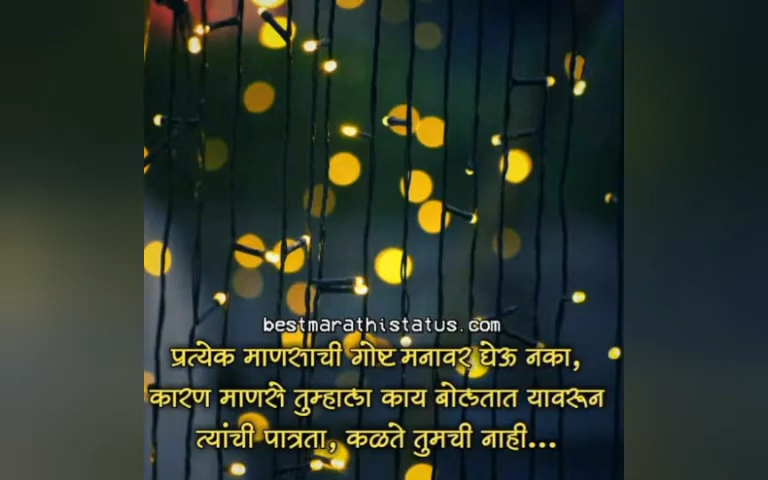 bestmarathistatus.com
प्रत्येक माणसाची गोष्ट मनावर घेऊ नका,
कारण माणसे तुम्हाला काय बोलतात यावरून
त्यांची पात्रता, कळते तुमची नाही...